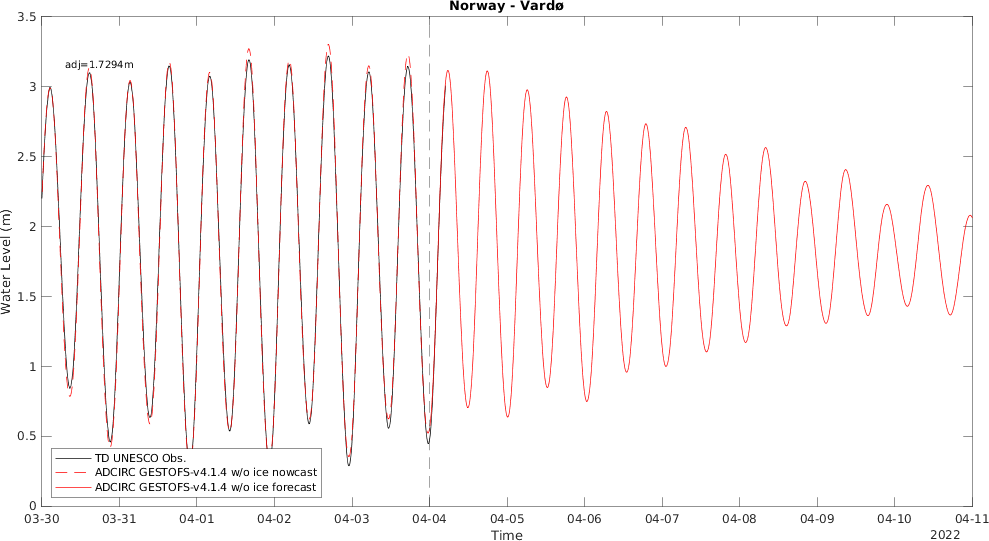 Norway - Vardø
3.5
adj=1.7294m
3
2.5
2
1.5
1
0.5
0
Water Level (m)
TD UNESCO Obs.
ADCIRC GESTOFS-v4.1.4 w/o ice nowcast
ADCIRC GESTOFS-v4.1.4 w/o ice forecast
03-30 03-31 04-01 04-02 04-03 04-04 04-05 04-06 04-07 04-08 04-09 04-10 04-11
Time
2022